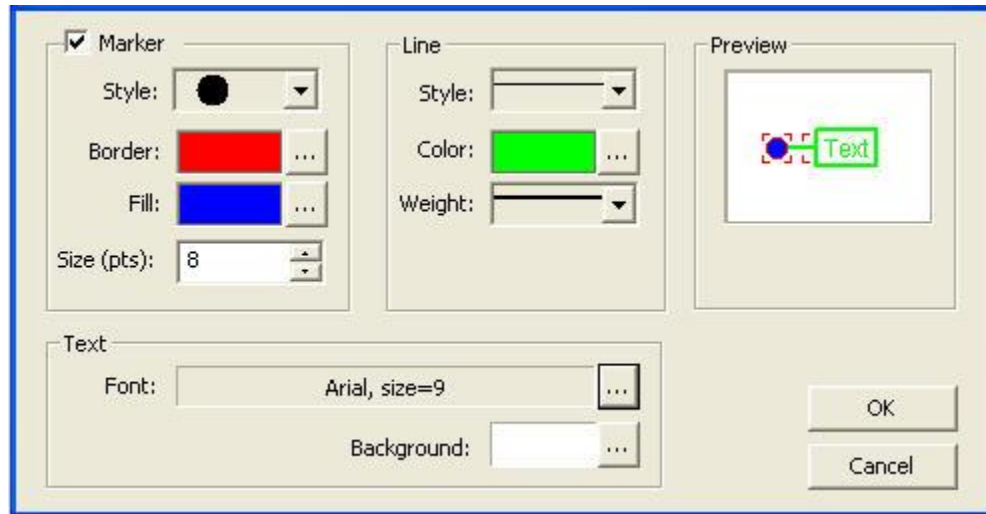 Marker
Style:
Border:
...
Fill:
...
Size (pts):
8
Line
Style:
Color:
...
Weight:
Preview
Text
Text
Font:
Arial, size=9
...
Background:
...
OK
Cancel